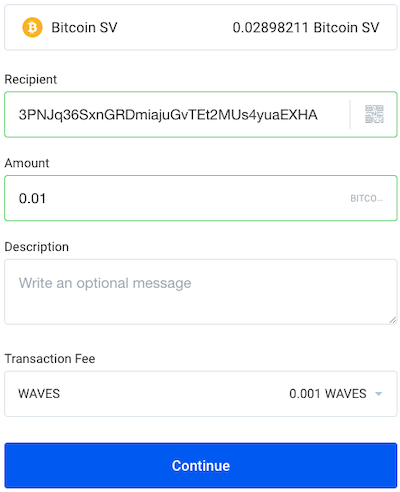 Bitcoin SV 0.02898211 Bitcoin SV
Recipient
3PNJq36SxnGRDmiajuGvTEt2MUs4yuaEXHA
Amount
0.01 BITCO...
Description
Write an optional message
Transaction Fee
WAVES 0.001 WAVES
Continue